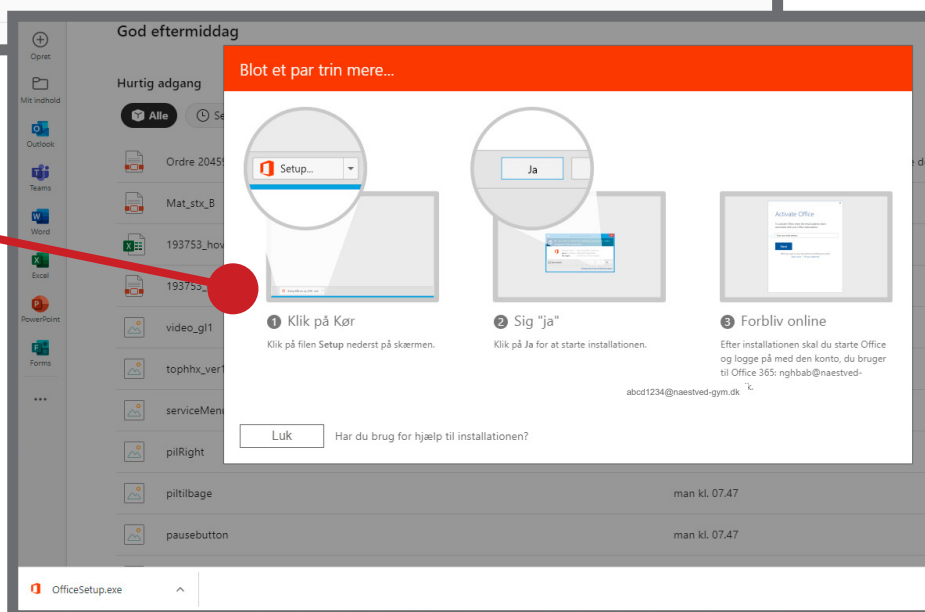 God eftermiddag
Opret
Mit indhold
Outlook
Teams
Word
Excel
PowerPoint
Forms
Hurtig adgang
Alle
Se
Ordre 2045
Mat_stx_B
193753_hov
193753_
video_gl1
tophhx_ver1
serviceMenu
pilRight
piltilbage
man kl. 07.47
pausebutton
man kl. 07.47
Blot et par trin mere...
Setup...
Ja
Activate Office
1 Klik på Kør
Klik på filen Setup nederst på skærmen.
2 Sig "ja"
Klik på Ja for at starte installationen.
3 Forbliv online
Efter installationen skal du starte Office
og logge på med den konto, du bruger
til Office 365: nghbab@naestved-
abcd1234@naestved-gym.dk
Luk
Har du brug for hjælp til installationen?
OfficeSetup.exe